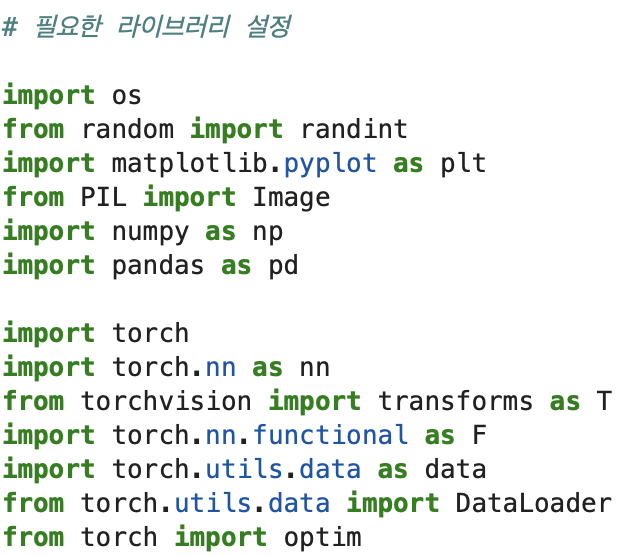 # 필요한 라이브러리 설정
import os
from random import randint
import matplotlib.pyplot as plt
from PIL import Image
import numpy as np
import pandas as pd
import torch
import torch.nn as nn
from torchvision import transforms as T
import torch.nn.functional as F
import torch.utils.data as data
from torch.utils.data import DataLoader
from torch import optim